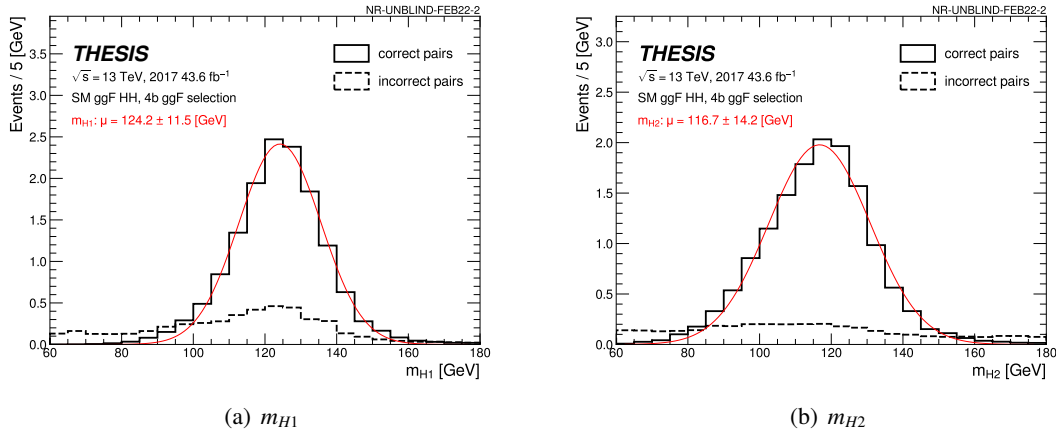 NR-UNBLIND-FEB22-2
Events / 5 [GeV]
3.5
3.0
2.5
2.0
1.5
1.0
0.5
0.0
THESIS
√s = 13 TeV, 2017 43.6 fb⁻¹
SM ggF HH, 4b ggF selection
m_H1: μ = 124.2 ± 11.5 [GeV]
correct pairs
incorrect pairs
60 80 100 120 140 160 180
m_H1 [GeV]
(a) m_H1
NR-UNBLIND-FEB22-2
Events / 5 [GeV]
3.0
2.5
2.0
1.5
1.0
0.5
0.0
THESIS
√s = 13 TeV, 2017 43.6 fb⁻¹
SM ggF HH, 4b ggF selection
m_H2: μ = 116.7 ± 14.2 [GeV]
correct pairs
incorrect pairs
60 80 100 120 140 160 180
m_H2 [GeV]
(b) m_H2